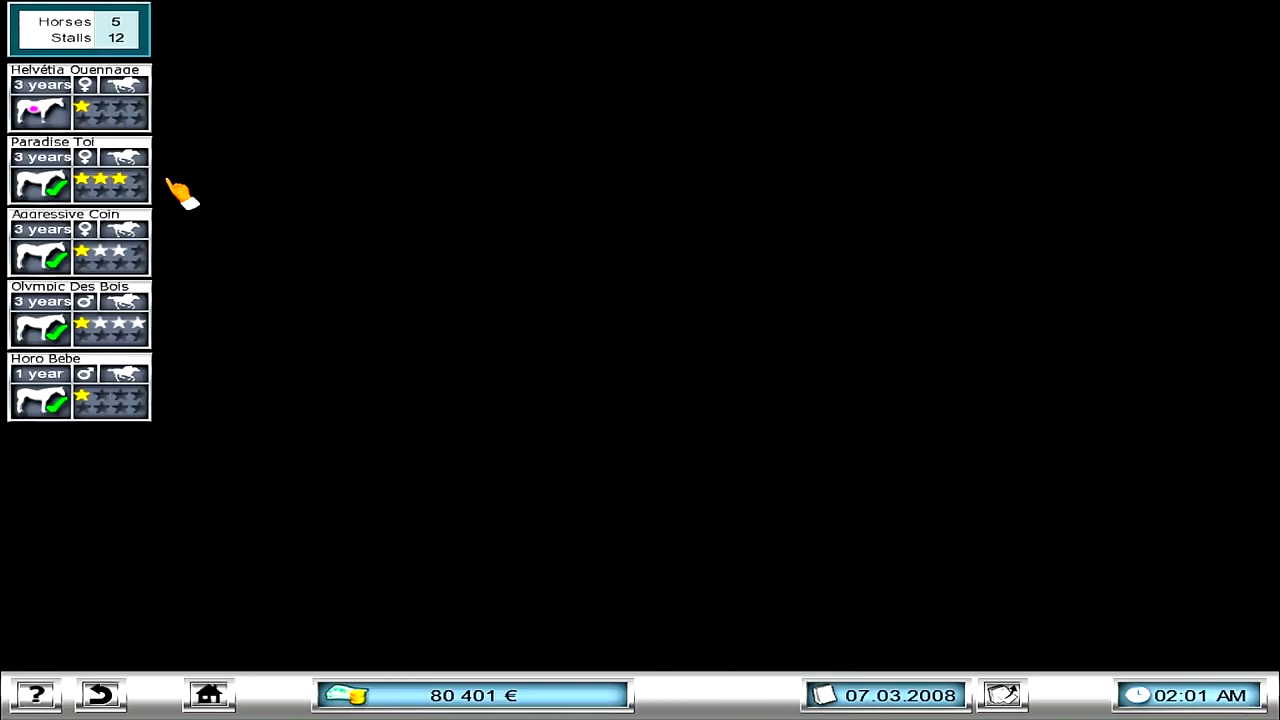 Horses 5
Stalls 12
Helvétia Quennage
3 years
Paradise Toi
3 years
Aggressive Coin
3 years
Olympic Des Bois
3 years
Horo Bebe
1 year
? 80 401 € 07.03.2008 02:01 AM